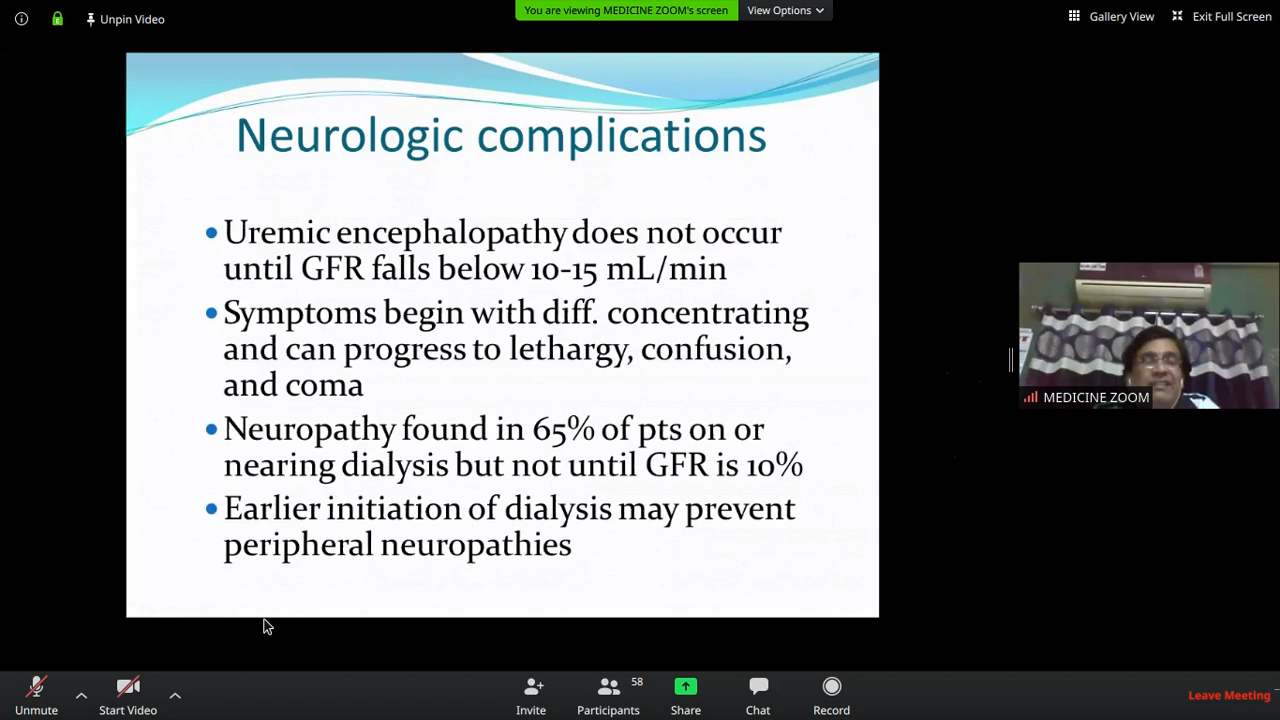 Unpin Video
You are viewing MEDICINE ZOOM's screen
View Options
Gallery View
Exit Full Screen
Neurologic complications
• Uremic encephalopathy does not occur
until GFR falls below 10-15 mL/min
• Symptoms begin with diff. concentrating
and can progress to lethargy, confusion,
and coma
• Neuropathy found in 65% of pts on or
nearing dialysis but not until GFR is 10%
• Earlier initiation of dialysis may prevent
peripheral neuropathies
MEDICINE ZOOM
Unmute
Start Video
Invite
Participants
58
Share
Chat
Record
Leave Meeting